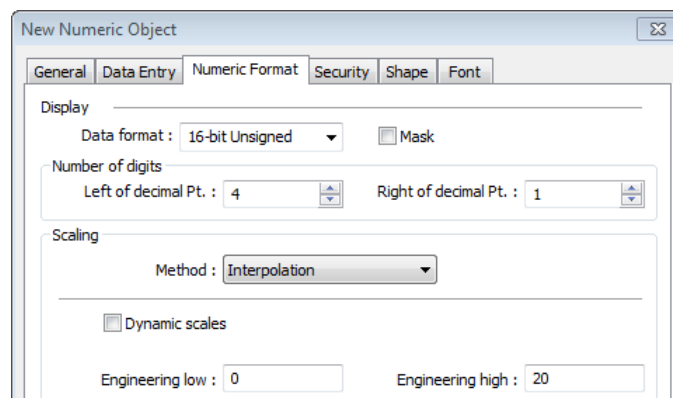 New Numeric Object
General Data Entry Numeric Format Security Shape Font
Display
Data format : 16-bit Unsigned Mask
Number of digits
Left of decimal Pt. : 4 Right of decimal Pt. : 1
Scaling
Method : Interpolation
Dynamic scales
Engineering low : 0 Engineering high : 20